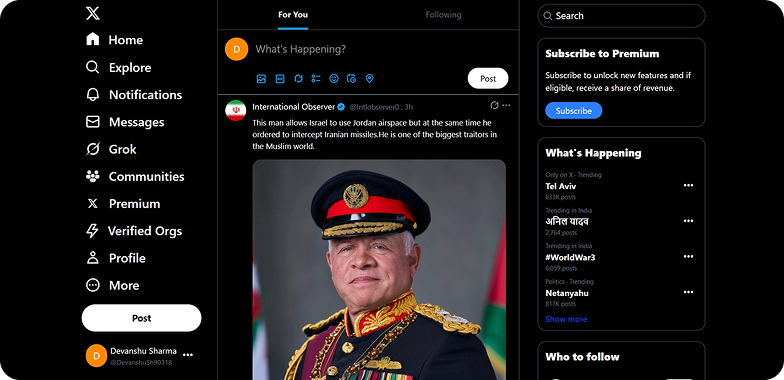 For You
Following
Search
Home
Explore
Notifications
Messages
Grok
Communities
Premium
Verified Orgs
Profile
More
Post
Devanshu Sharma
@DevanshuSh90318
D
What's Happening?
Post
International Observer @Intlobserver0 . 3h
This man allows Israel to use Jordan airspace but at the same time he
ordered to intercept Iranian missiles.He is one of the biggest traitors in
the Muslim world.
Subscribe to Premium
Subscribe to unlock new features and if
eligible, receive a share of revenue.
Subscribe
What's Happening
Only on X · Trending
Tel Aviv
633K posts
Trending in India
अनिल यादव
2,764 posts
Trending in India
#WorldWar3
6,059 posts
Politics · Trending
Netanyahu
817K posts
Show more
Who to follow
D